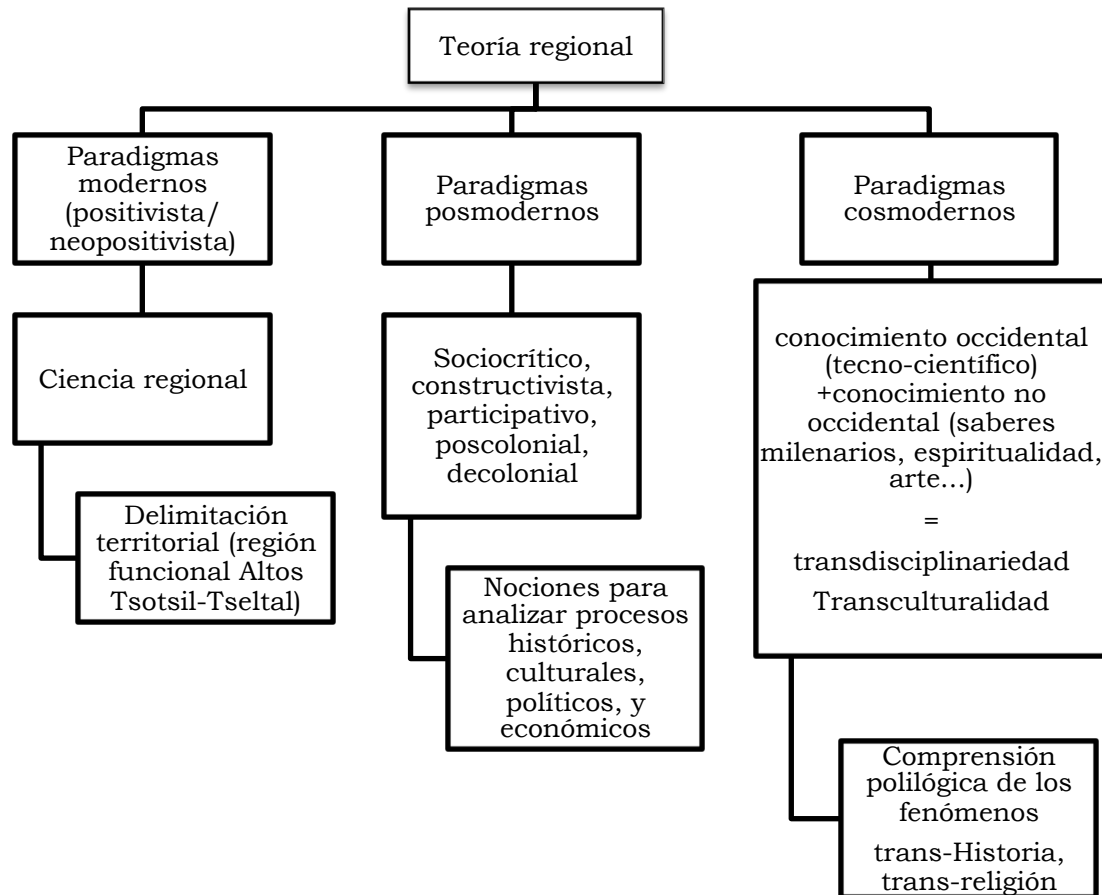 Teoría regional
Paradigmas
modernos
(positivista/
neopositivista)
Ciencia regional
Delimitación
territorial (región
funcional Altos
Tsotsil-Tseltal)
Paradigmas
posmodernos
Sociocrítico,
constructivista,
participativo,
poscolonial,
decolonial
Nociones para
analizar procesos
históricos,
culturales,
políticos, y
económicos
Paradigmas
cosmodernos
conocimiento occidental
(tecno-científico)
+conocimiento no
occidental (saberes
milenarios, espiritualidad,
arte...)
=
transdisciplinariedad
Transculturalidad
Comprensión
polilógica de los
fenómenos
trans-Historia,
trans-religión